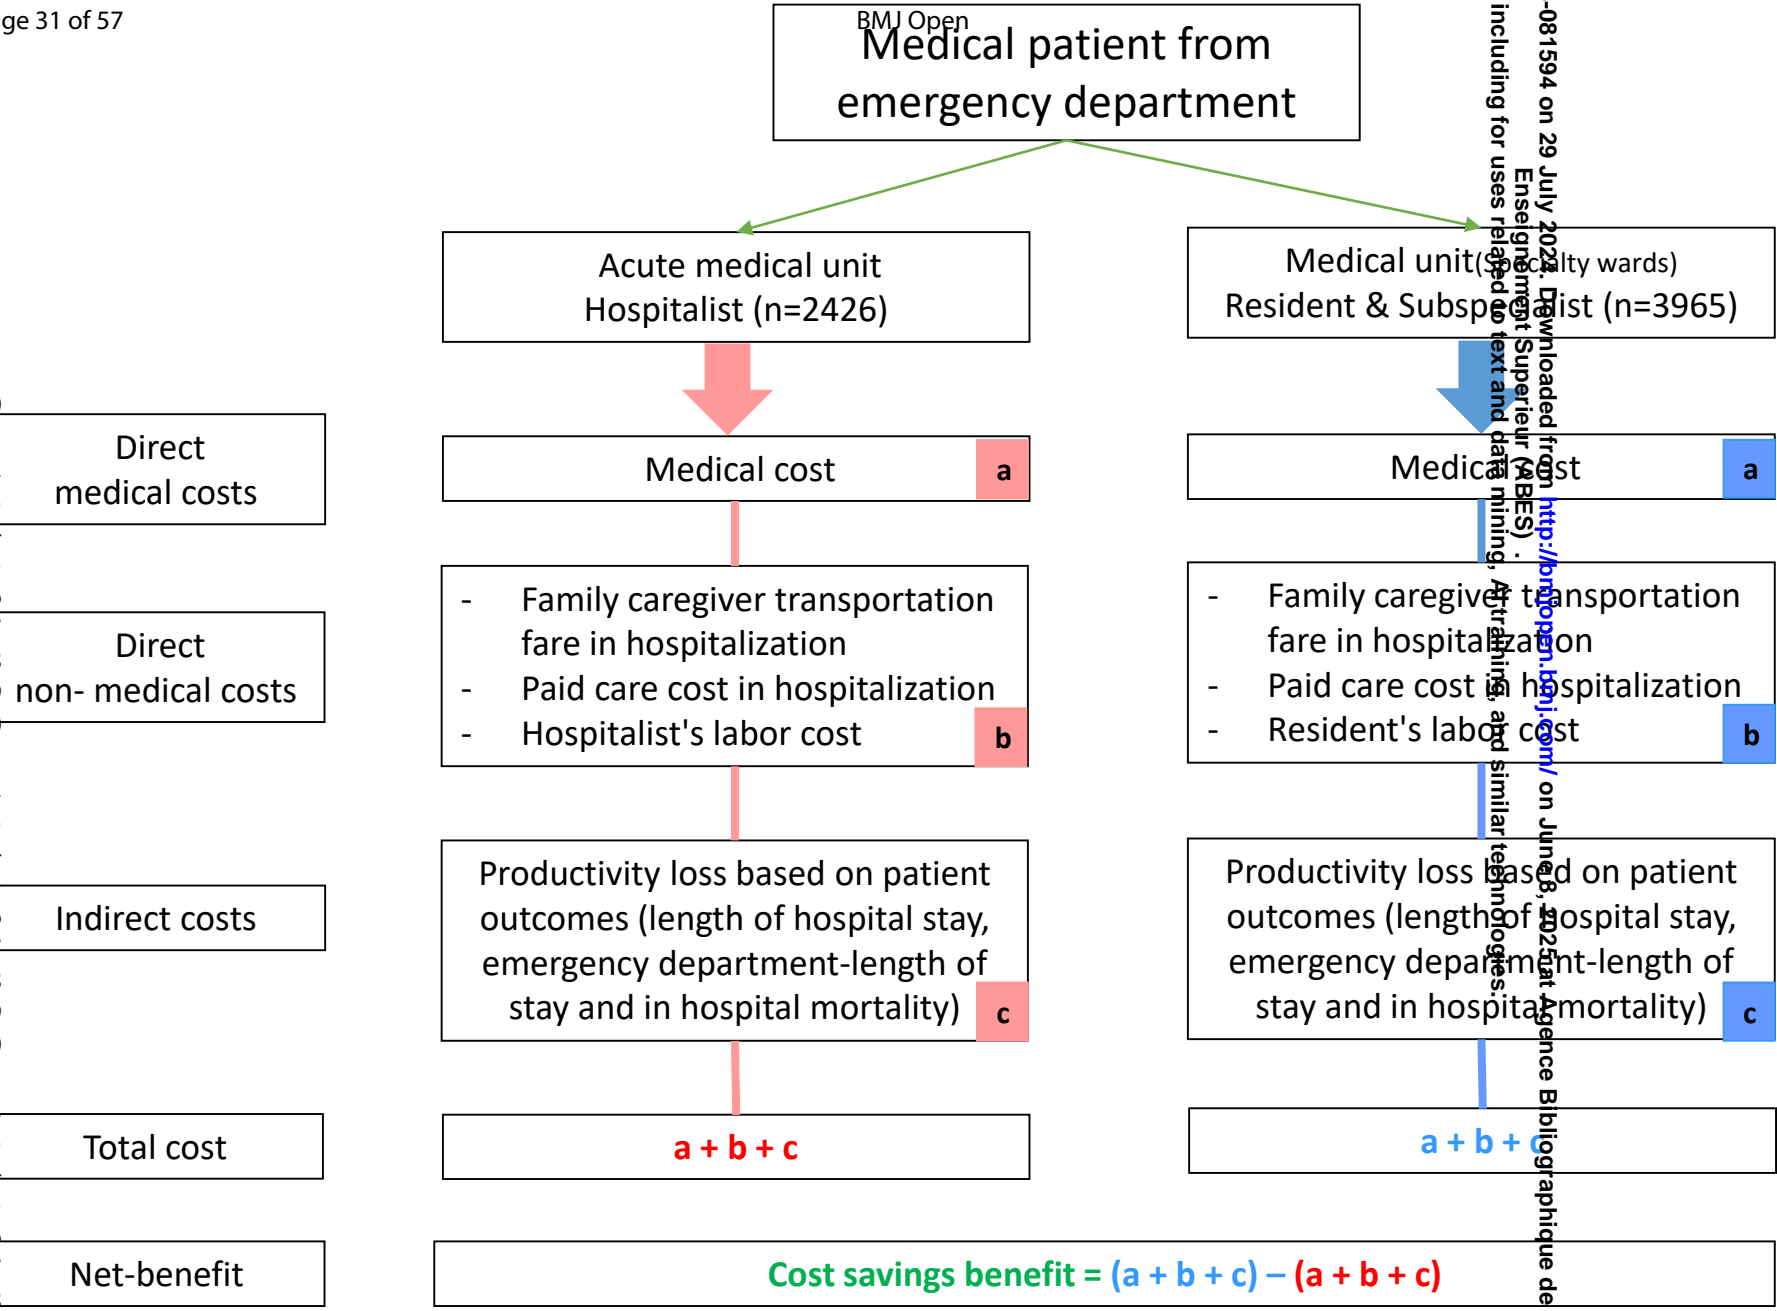 ge 31 of 57
BMJ Open
Medical patient from
emergency department
Acute medical unit
Hospitalist (n=2426)
Medical unit(Specialty wards)
Resident & Subspecialist (n=3965)
Direct
medical costs
Medical cost
a
Medical cost
a
Direct
non- medical costs
- Family caregiver transportation
fare in hospitalization
- Paid care cost in hospitalization
- Hospitalist's labor cost
b
- Family caregiver transportation
fare in hospitalization
- Paid care cost in hospitalization
- Resident's labor cost
b
Indirect costs
Productivity loss based on patient
outcomes (length of hospital stay,
emergency department-length of
stay and in hospital mortality)
c
Productivity loss based on patient
outcomes (length of hospital stay,
emergency department-length of
stay and in hospital mortality)
c
Total cost
a + b + c
a + b + c
Net-benefit
Cost savings benefit = (a + b + c) – (a + b + c)
-081594 on 29 July 2024. Downloaded from http://bmjopen.bmj.com/ on June 8, 2025 at Agence Bibliographique de
Enseignement Superieur (ABES) .
including for uses related to text and data mining, AI training, and similar technologies.